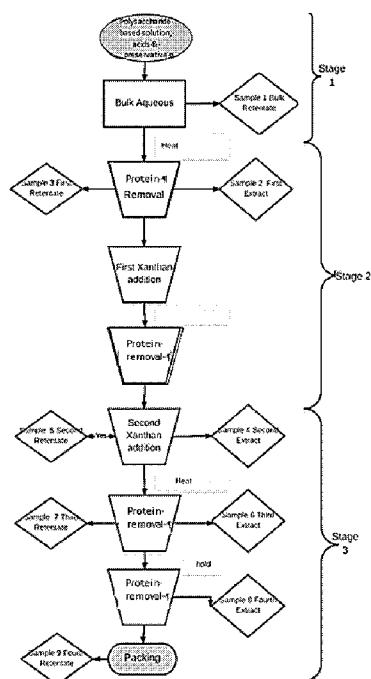 Polysaccharide
based solution,
acids &
preservative
Bulk Aqueous
Sample 1 Bulk
Retentate
Stage
1
Heat
Protein-¶
Removal
Sample 3 First
Retentate
Sample 2 First
Extract
First Xanthan
addition
Stage 2
Protein-
removal-¶
Second
Xanthan
addition
Sample 5 Second
Retentate
Yes
Sample 4 Second
Extract
Heat
Protein-
removal-¶
Sample 7 Third
Retentate
Sample 6 Third
Extract
Stage
3
hold
Protein-
removal-¶
Sample 8 Fourth
Extract
Packing
Sample 9 Fourth
Retentate